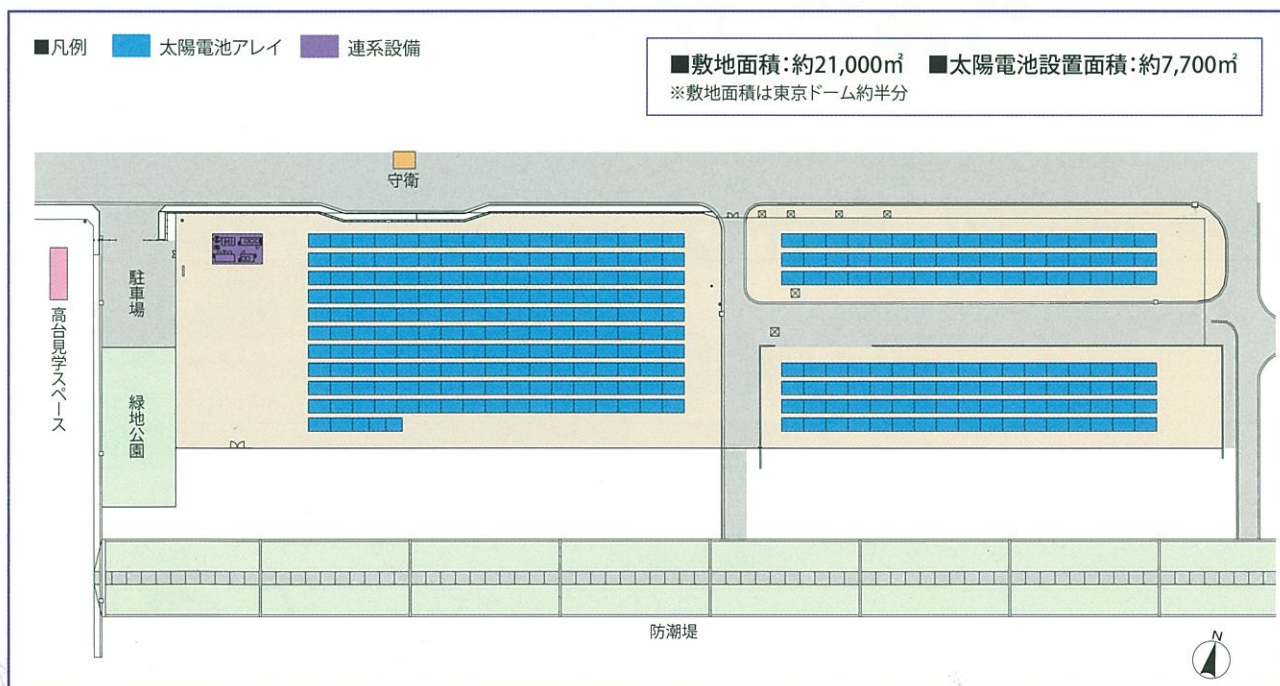 ■凡例 太陽電池アレイ 連系設備
■敷地面積：約21,000㎡ ■太陽電池設置面積：約7,700㎡
※敷地面積は東京ドーム約半分
守衛
駐車場
高台見学スペース
緑地公園
防潮堤
N